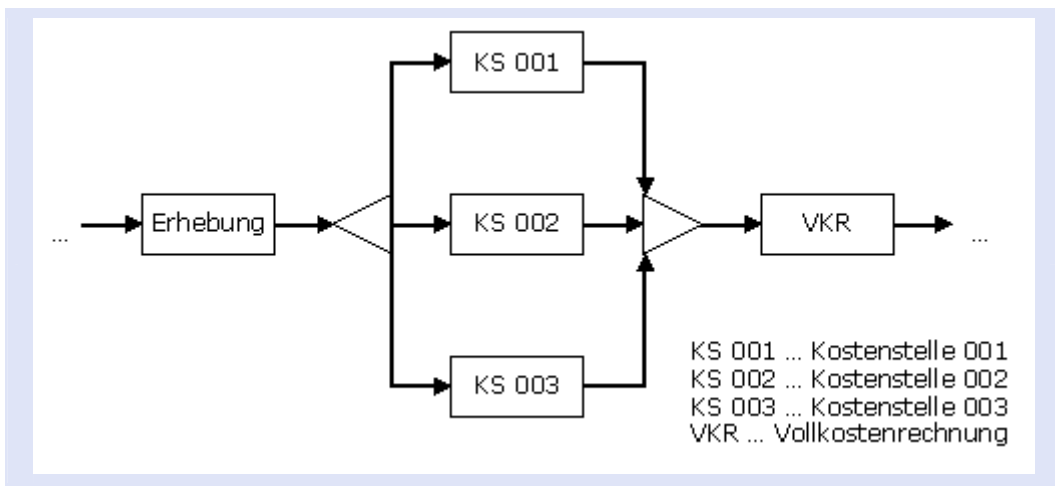 KS 001
... Erhebung KS 002 VKR ...
KS 003
KS 001 ... Kostenstelle 001
KS 002 ... Kostenstelle 002
KS 003 ... Kostenstelle 003
VKR ... Vollkostenrechnung